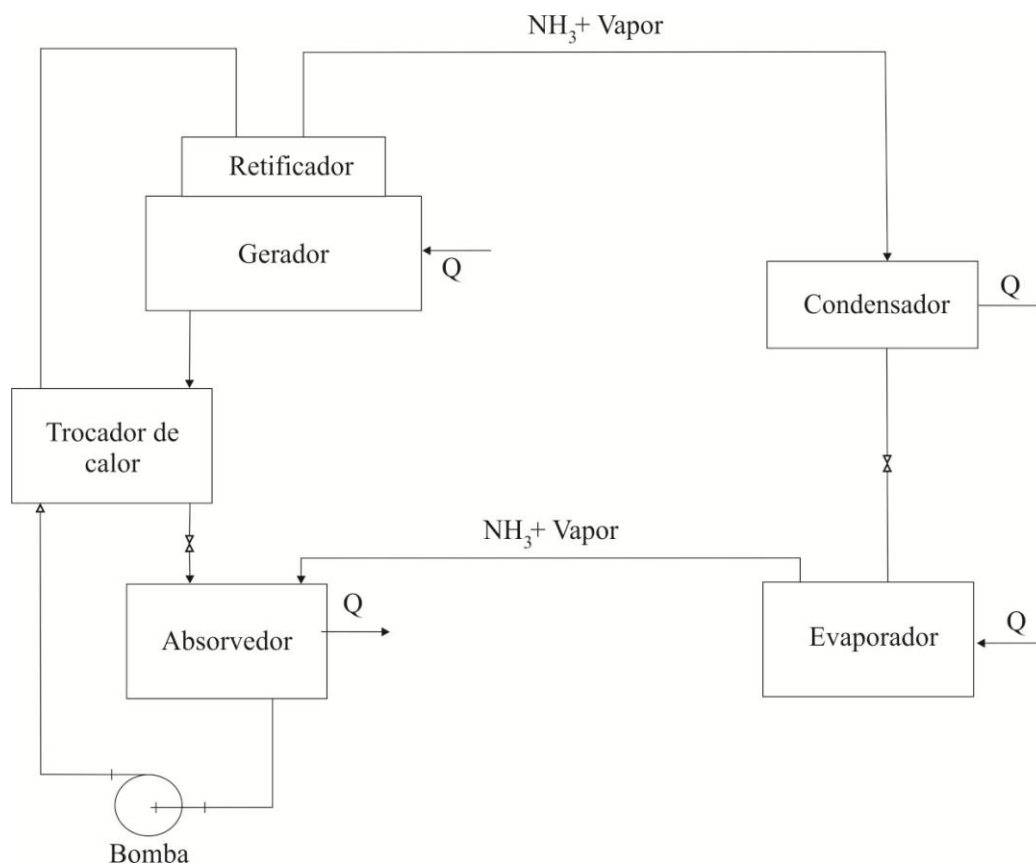 NH3+ Vapor
Retificador
Gerador
Q
Condensador
Q
Trocador de
calor
NH3+ Vapor
Absorvedor
Q
Evaporador
Q
Bomba